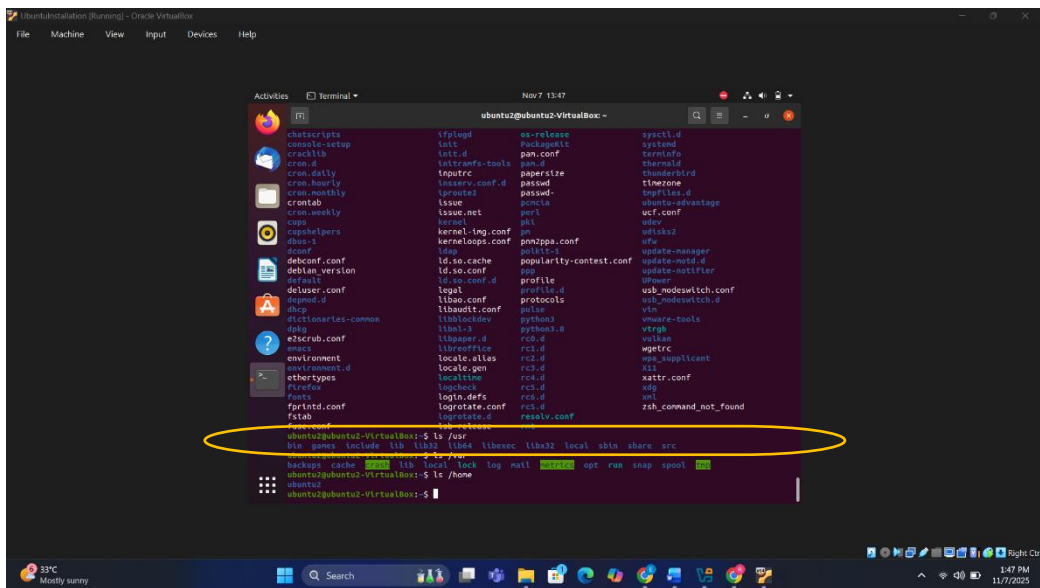 UbuntuInstallation [Running] - Oracle VirtualBox
File Machine View Input Devices Help
Activities Terminal Nov 7 13:47
ubuntu2@ubuntu2-VirtualBox: ~
chatscripts ifplugd os-release sysctl.d
console-setup init PackageKit systemd
cracklib init.d pam.conf terminfo
cron.d initramfs-tools pam.d thermald
cron.daily inputrc papersize thunderbird
cron.hourly insserv.conf.d passwd timezone
cron.monthly iproute2 passwd- tmpfiles.d
crontab issue pcmcia ubuntu-advantage
cron.weekly issue.net perl ucf.conf
cups kernel pki udev
cupshelpers kernel-img.conf pm udisks2
dbus-1 kerneloops.conf pnm2ppa.conf ufw
dconf ldap polkit-1 update-manager
debconf.conf ld.so.cache popularity-contest.conf update-motd.d
debian_version ld.so.conf ppp update-notifier
default ld.so.conf.d profile UPower
deluser.conf legal profile.d usb_modeswitch.conf
depmod.d libao.conf protocols usb_modeswitch.d
dhcp libaudit.conf pulse vim
dictionaries-common libblockdev python3 vmware-tools
dpkg libnl-3 python3.8 vtrgb
e2scrub.conf libpaper.d rc0.d vulkan
emacs libreoffice rc1.d wgetrc
environment locale.alias rc2.d wpa_supplicant
environment.d locale.gen rc3.d X11
ethertypes localtime rc4.d xattr.conf
firefox logcheck rc5.d xdg
fonts login.defs rc6.d xml
fprintd.conf logrotate.conf rcS.d zsh_command_not_found
fstab logrotate.d resolv.conf
fuse.conf lsb-release rmt
ubuntu2@ubuntu2-VirtualBox:~$ ls /usr
bin games include lib lib32 lib64 libexec libx32 local sbin share src
ubuntu2@ubuntu2-VirtualBox:~$ ls /var
backups cache crash lib local lock log mail metrics opt run snap spool tmp
ubuntu2@ubuntu2-VirtualBox:~$ ls /home
ubuntu2
ubuntu2@ubuntu2-VirtualBox:~$
Right Ctr
33°C
Mostly sunny
Search
1:47 PM
11/7/2025